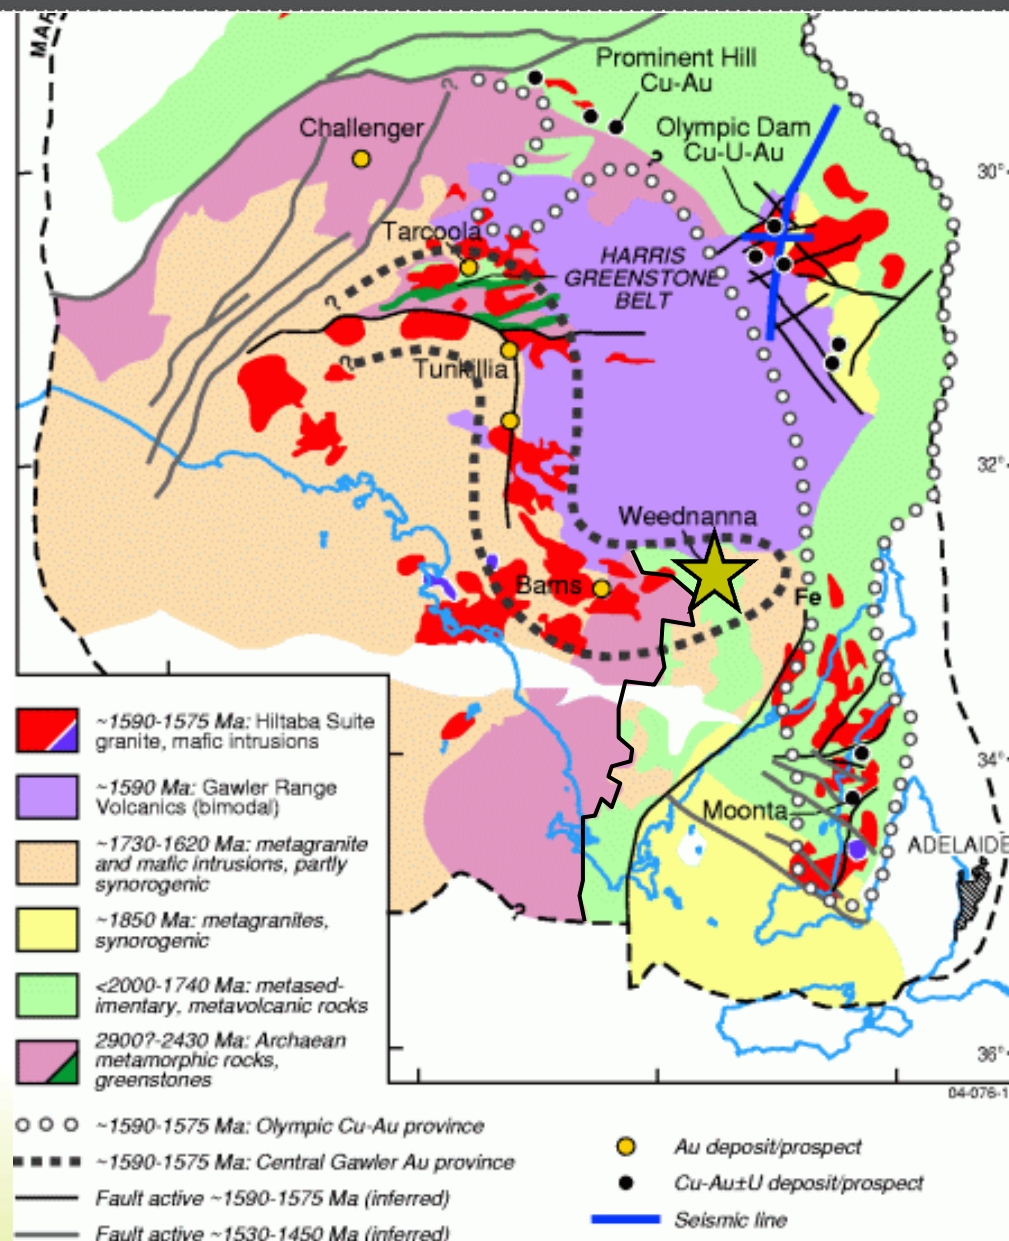 MAR
Prominent Hill
Cu-Au
Challenger
Olympic Dam
Cu-U-Au
30°
?
?
Tarcoola
HARRIS
GREENSTONE
BELT
?
?
Tunkillia
32°
Weednanna
Barns
Fe
34°
Moonta
ADELAIDE
?
36°
04-076-1
~1590-1575 Ma: Hiltaba Suite
granite, mafic intrusions
~1590 Ma: Gawler Range
Volcanics (bimodal)
~1730-1620 Ma: metagranite
and mafic intrusions, partly
synorogenic
~1850 Ma: metagranites,
synorogenic
<2000-1740 Ma: metased-
imentary, metavolcanic rocks
2900?-2430 Ma: Archaean
metamorphic rocks,
greenstones
~1590-1575 Ma: Olympic Cu-Au province
~1590-1575 Ma: Central Gawler Au province
Fault active ~1590-1575 Ma (inferred)
Fault active ~1530-1450 Ma (inferred)
Au deposit/prospect
Cu-Au±U deposit/prospect
Seismic line